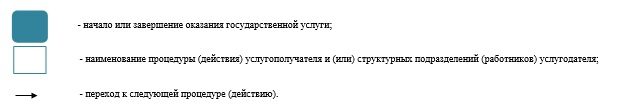 - начало или завершение оказания государственной услуги;
- наименование процедуры (действия) услугополучателя и (или) структурных подразделений (работников) услугодателя;
- переход к следующей процедуре (действию).